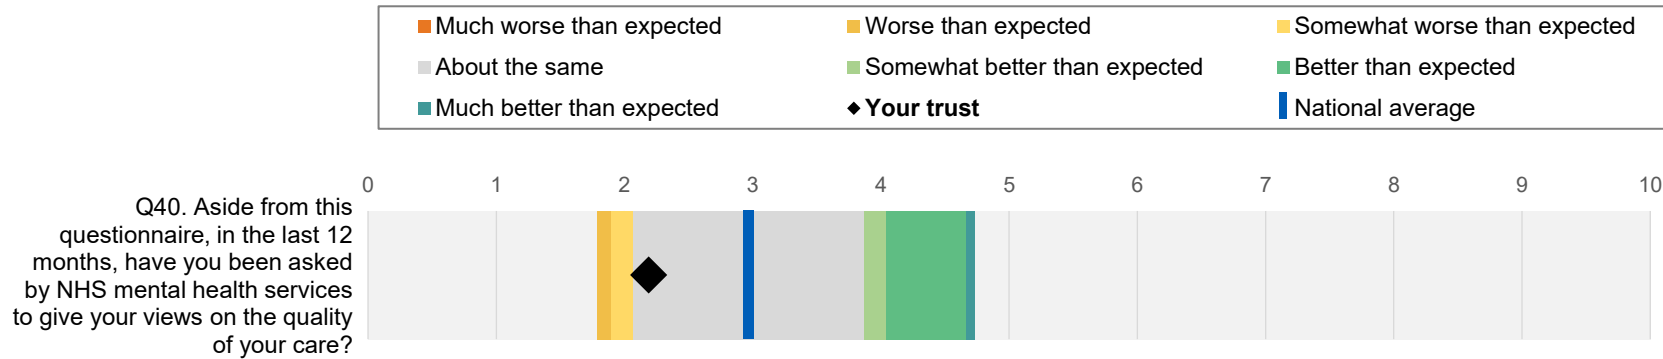 Much worse than expected
Worse than expected
Somewhat worse than expected
About the same
Somewhat better than expected
Better than expected
Much better than expected
Your trust
National average
0 1 2 3 4 5 6 7 8 9 10
Q40. Aside from this
questionnaire, in the last 12
months, have you been asked
by NHS mental health services
to give your views on the quality
of your care?